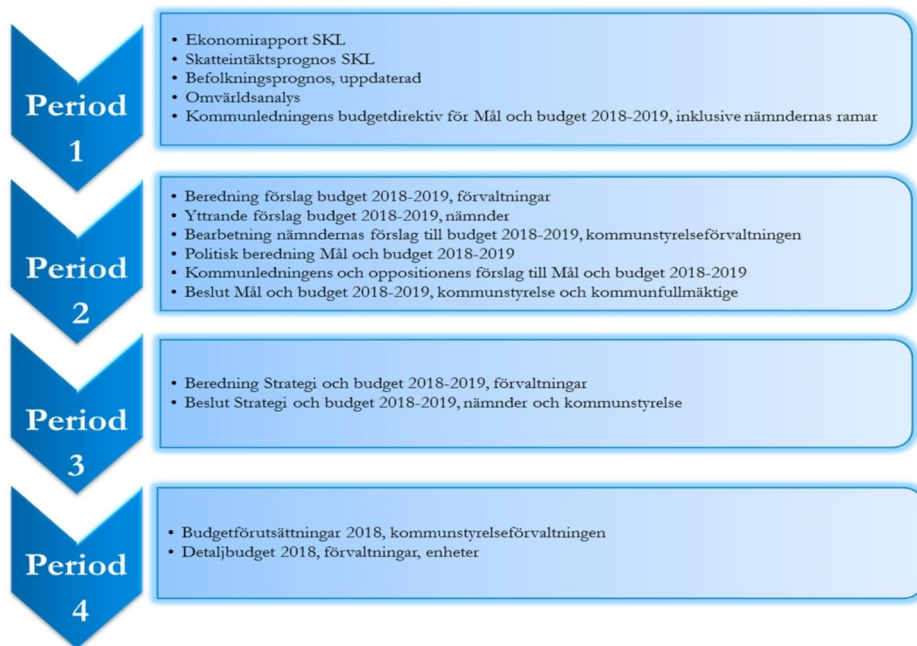 Period
1
• Ekonomirapport SKL
• Skatteintäktsprognos SKL
• Befolkningsprognos, uppdaterad
• Omvärldsanalys
• Kommunledningens budgetdirektiv för Mål och budget 2018-2019, inklusive nämndernas ramar
Period
2
• Beredning förslag budget 2018-2019, förvaltningar
• Yttrande förslag budget 2018-2019, nämnder
• Bearbetning nämndernas förslag till budget 2018-2019, kommunstyrelseförvaltningen
• Politisk beredning Mål och budget 2018-2019
• Kommunledningens och oppositionens förslag till Mål och budget 2018-2019
• Beslut Mål och budget 2018-2019, kommunstyrelse och kommunfullmäktige
Period
3
• Beredning Strategi och budget 2018-2019, förvaltningar
• Beslut Strategi och budget 2018-2019, nämnder och kommunstyrelse
Period
4
• Budgetförutsättningar 2018, kommunstyrelseförvaltningen
• Detaljbudget 2018, förvaltningar, enheter